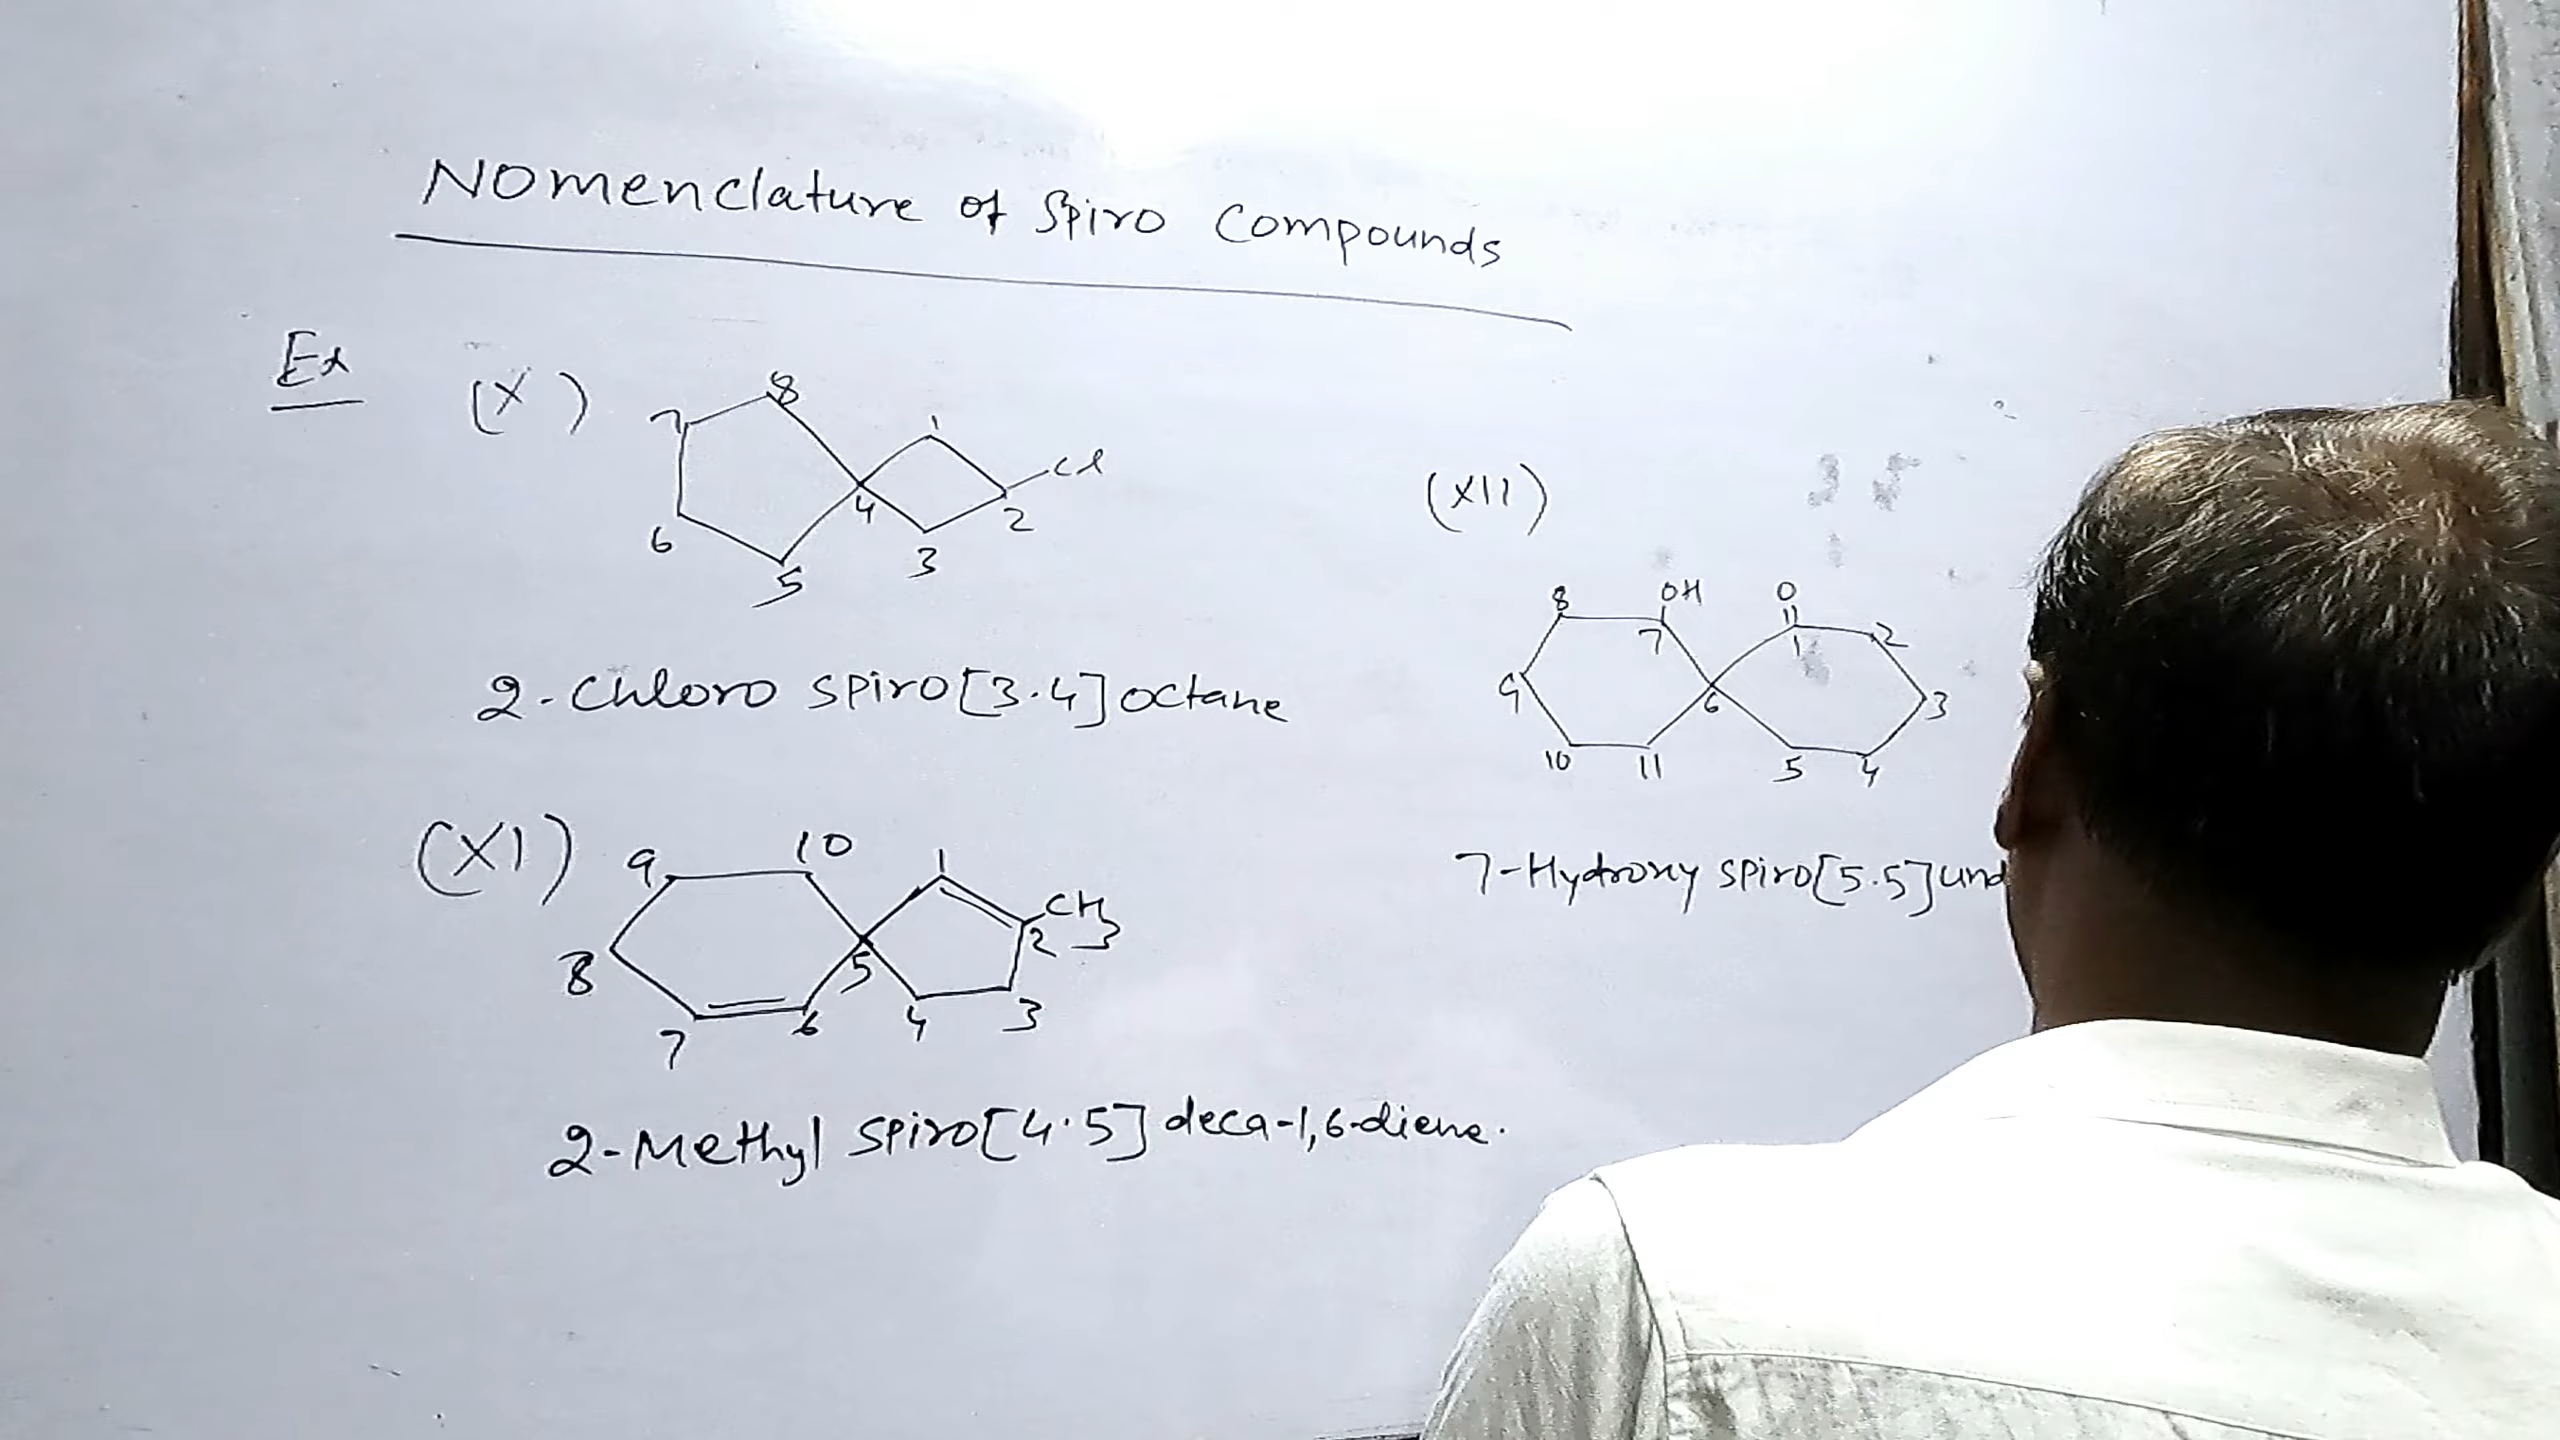 Nomenclature of Spiro Compounds
Ex
(X)
8
7
1
Cl
4
2
6
3
5
2-Chloro spiro[3.4]octane
(XI)
10
9
1
CH3
2
5
8
4
3
6
7
2-Methyl spiro[4.5]deca-1,6-diene.
(XII)
OH
O
8
7
1
2
9
6
3
10
11
5
4
7-Hydroxy spiro[5.5]und